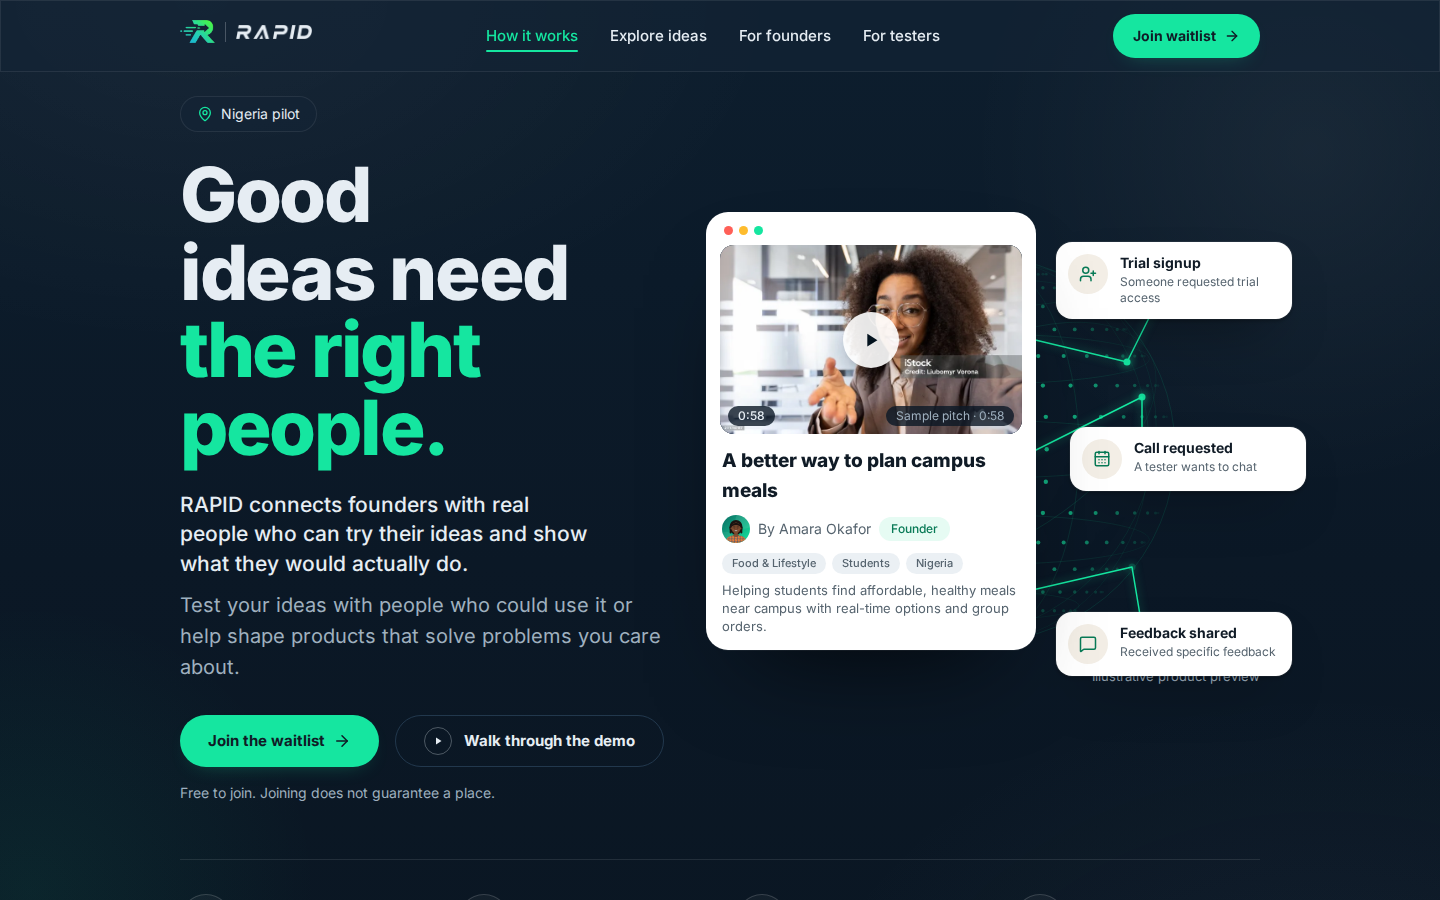 RAPID
How it works
Explore ideas
For founders
For testers
Join waitlist
Nigeria pilot
Good
ideas need
the right
people.
RAPID connects founders with real
people who can try their ideas and show
what they would actually do.
Test your ideas with people who could use it or
help shape products that solve problems you care
about.
Join the waitlist
Walk through the demo
Free to join. Joining does not guarantee a place.
iStock
Credit: Liubomyr Vorona
0:58
Sample pitch · 0:58
A better way to plan campus
meals
By Amara Okafor
Founder
Food & Lifestyle
Students
Nigeria
Helping students find affordable, healthy meals
near campus with real-time options and group
orders.
Trial signup
Someone requested trial
access
Call requested
A tester wants to chat
Feedback shared
Received specific feedback
Illustrative product preview